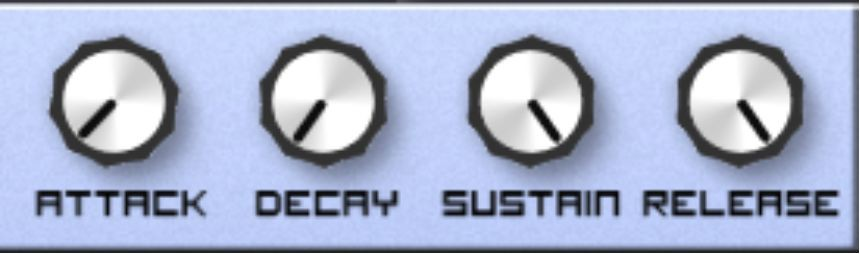 ATTACK DECAY SUSTAIN RELEASE